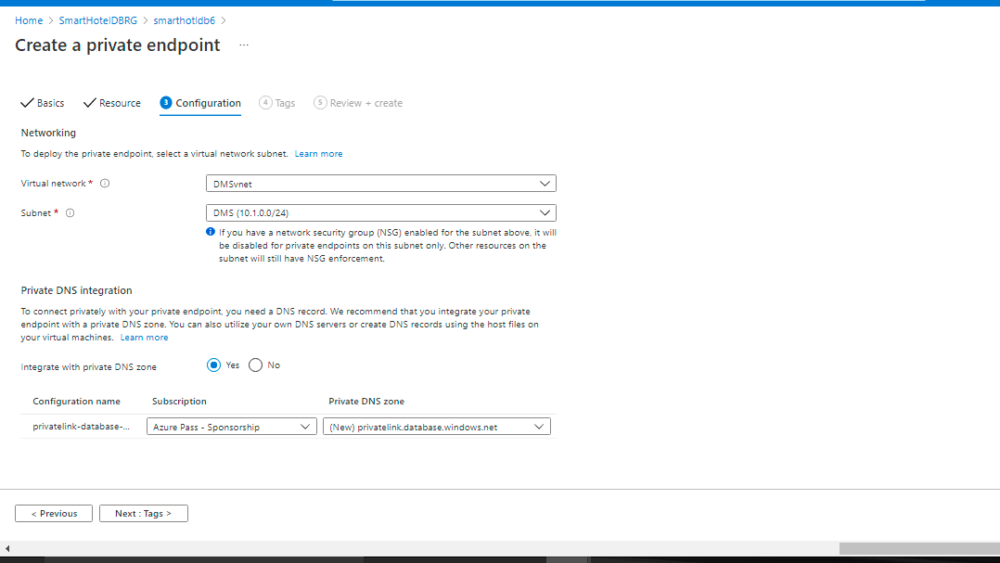 Home > SmartHotelDBRG > smarthotldb6 >
Create a private endpoint ...
Basics Resource 3 Configuration 4 Tags 5 Review + create
Networking
To deploy the private endpoint, select a virtual network subnet. Learn more
Virtual network * DMSvnet
Subnet * DMS (10.1.0.0/24)
If you have a network security group (NSG) enabled for the subnet above, it will
be disabled for private endpoints on this subnet only. Other resources on the
subnet will still have NSG enforcement.
Private DNS integration
To connect privately with your private endpoint, you need a DNS record. We recommend that you integrate your private
endpoint with a private DNS zone. You can also utilize your own DNS servers or create DNS records using the host files on
your virtual machines. Learn more
Integrate with private DNS zone Yes No
Configuration name Subscription Private DNS zone
privatelink-database-... Azure Pass - Sponsorship (New) privatelink.database.windows.net
< Previous Next : Tags >